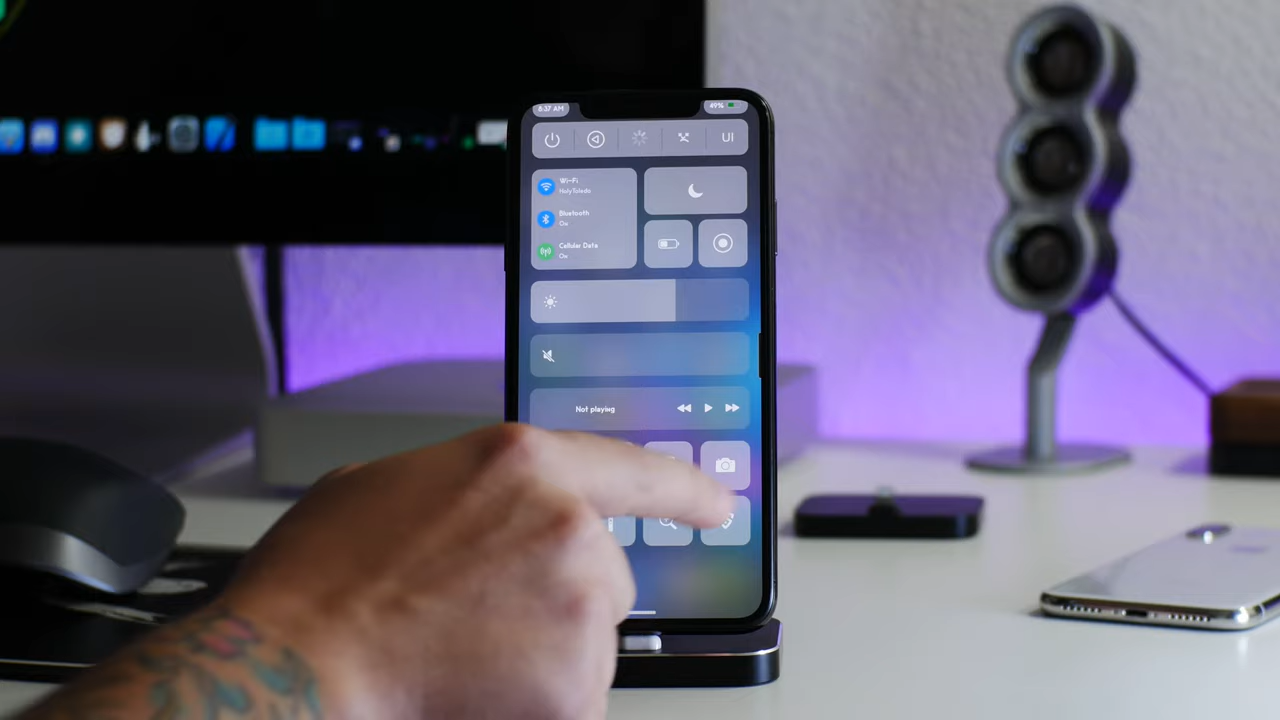 8:37 AM
49%
UI
Wi-Fi
HolyToledo
Bluetooth
On
Cellular Data
On
Not playing